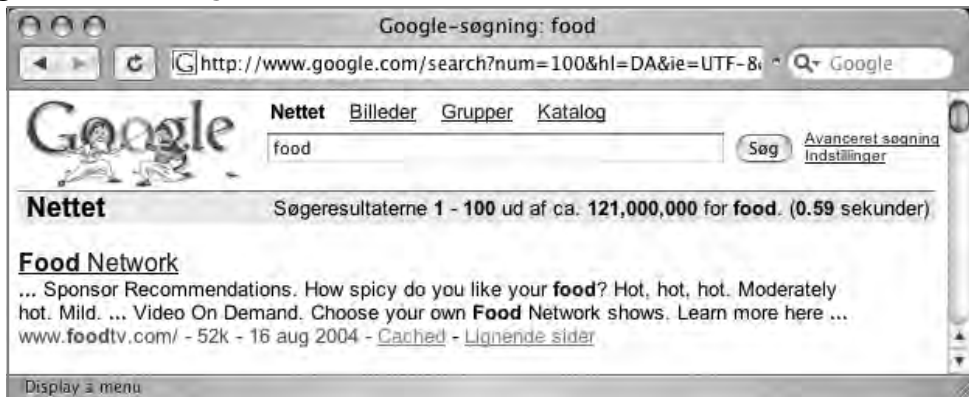 Google-søgning: food
http://www.google.com/search?num=100&hl=DA&ie=UTF-8& Google
Google
Nettet Billeder Grupper Katalog
food Søg Avanceret søgning
Indstillinger
Nettet Søgeresultaterne 1 - 100 ud af ca. 121,000,000 for food. (0.59 sekunder)
Food Network
... Sponsor Recommendations. How spicy do you like your food? Hot, hot, hot. Moderately
hot. Mild. ... Video On Demand. Choose your own Food Network shows. Learn more here ...
www.foodtv.com/ - 52k - 16 aug 2004 - Cached - Lignende sider
Display a menu